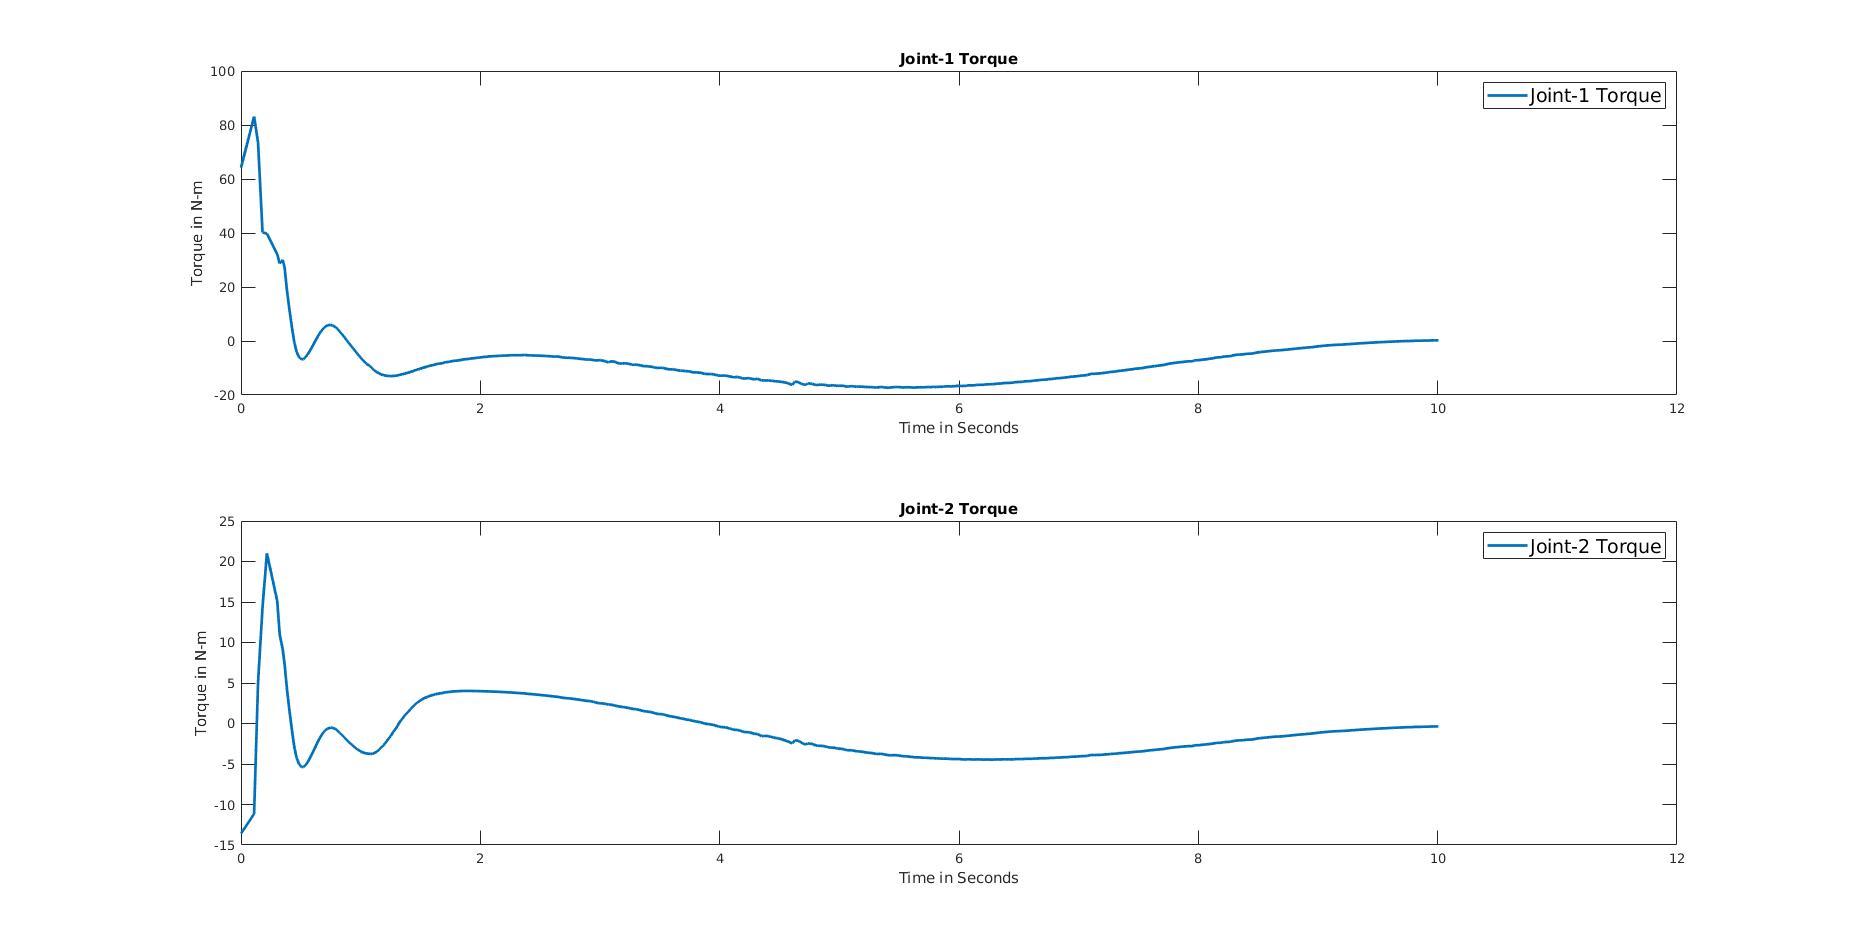 Joint-1 Torque
100
80
60
40
20
0
-20
Torque in N-m
Joint-1 Torque
0 2 4 6 8 10 12
Time in Seconds
Joint-2 Torque
25
20
15
10
5
0
-5
-10
-15
Torque in N-m
Joint-2 Torque
0 2 4 6 8 10 12
Time in Seconds